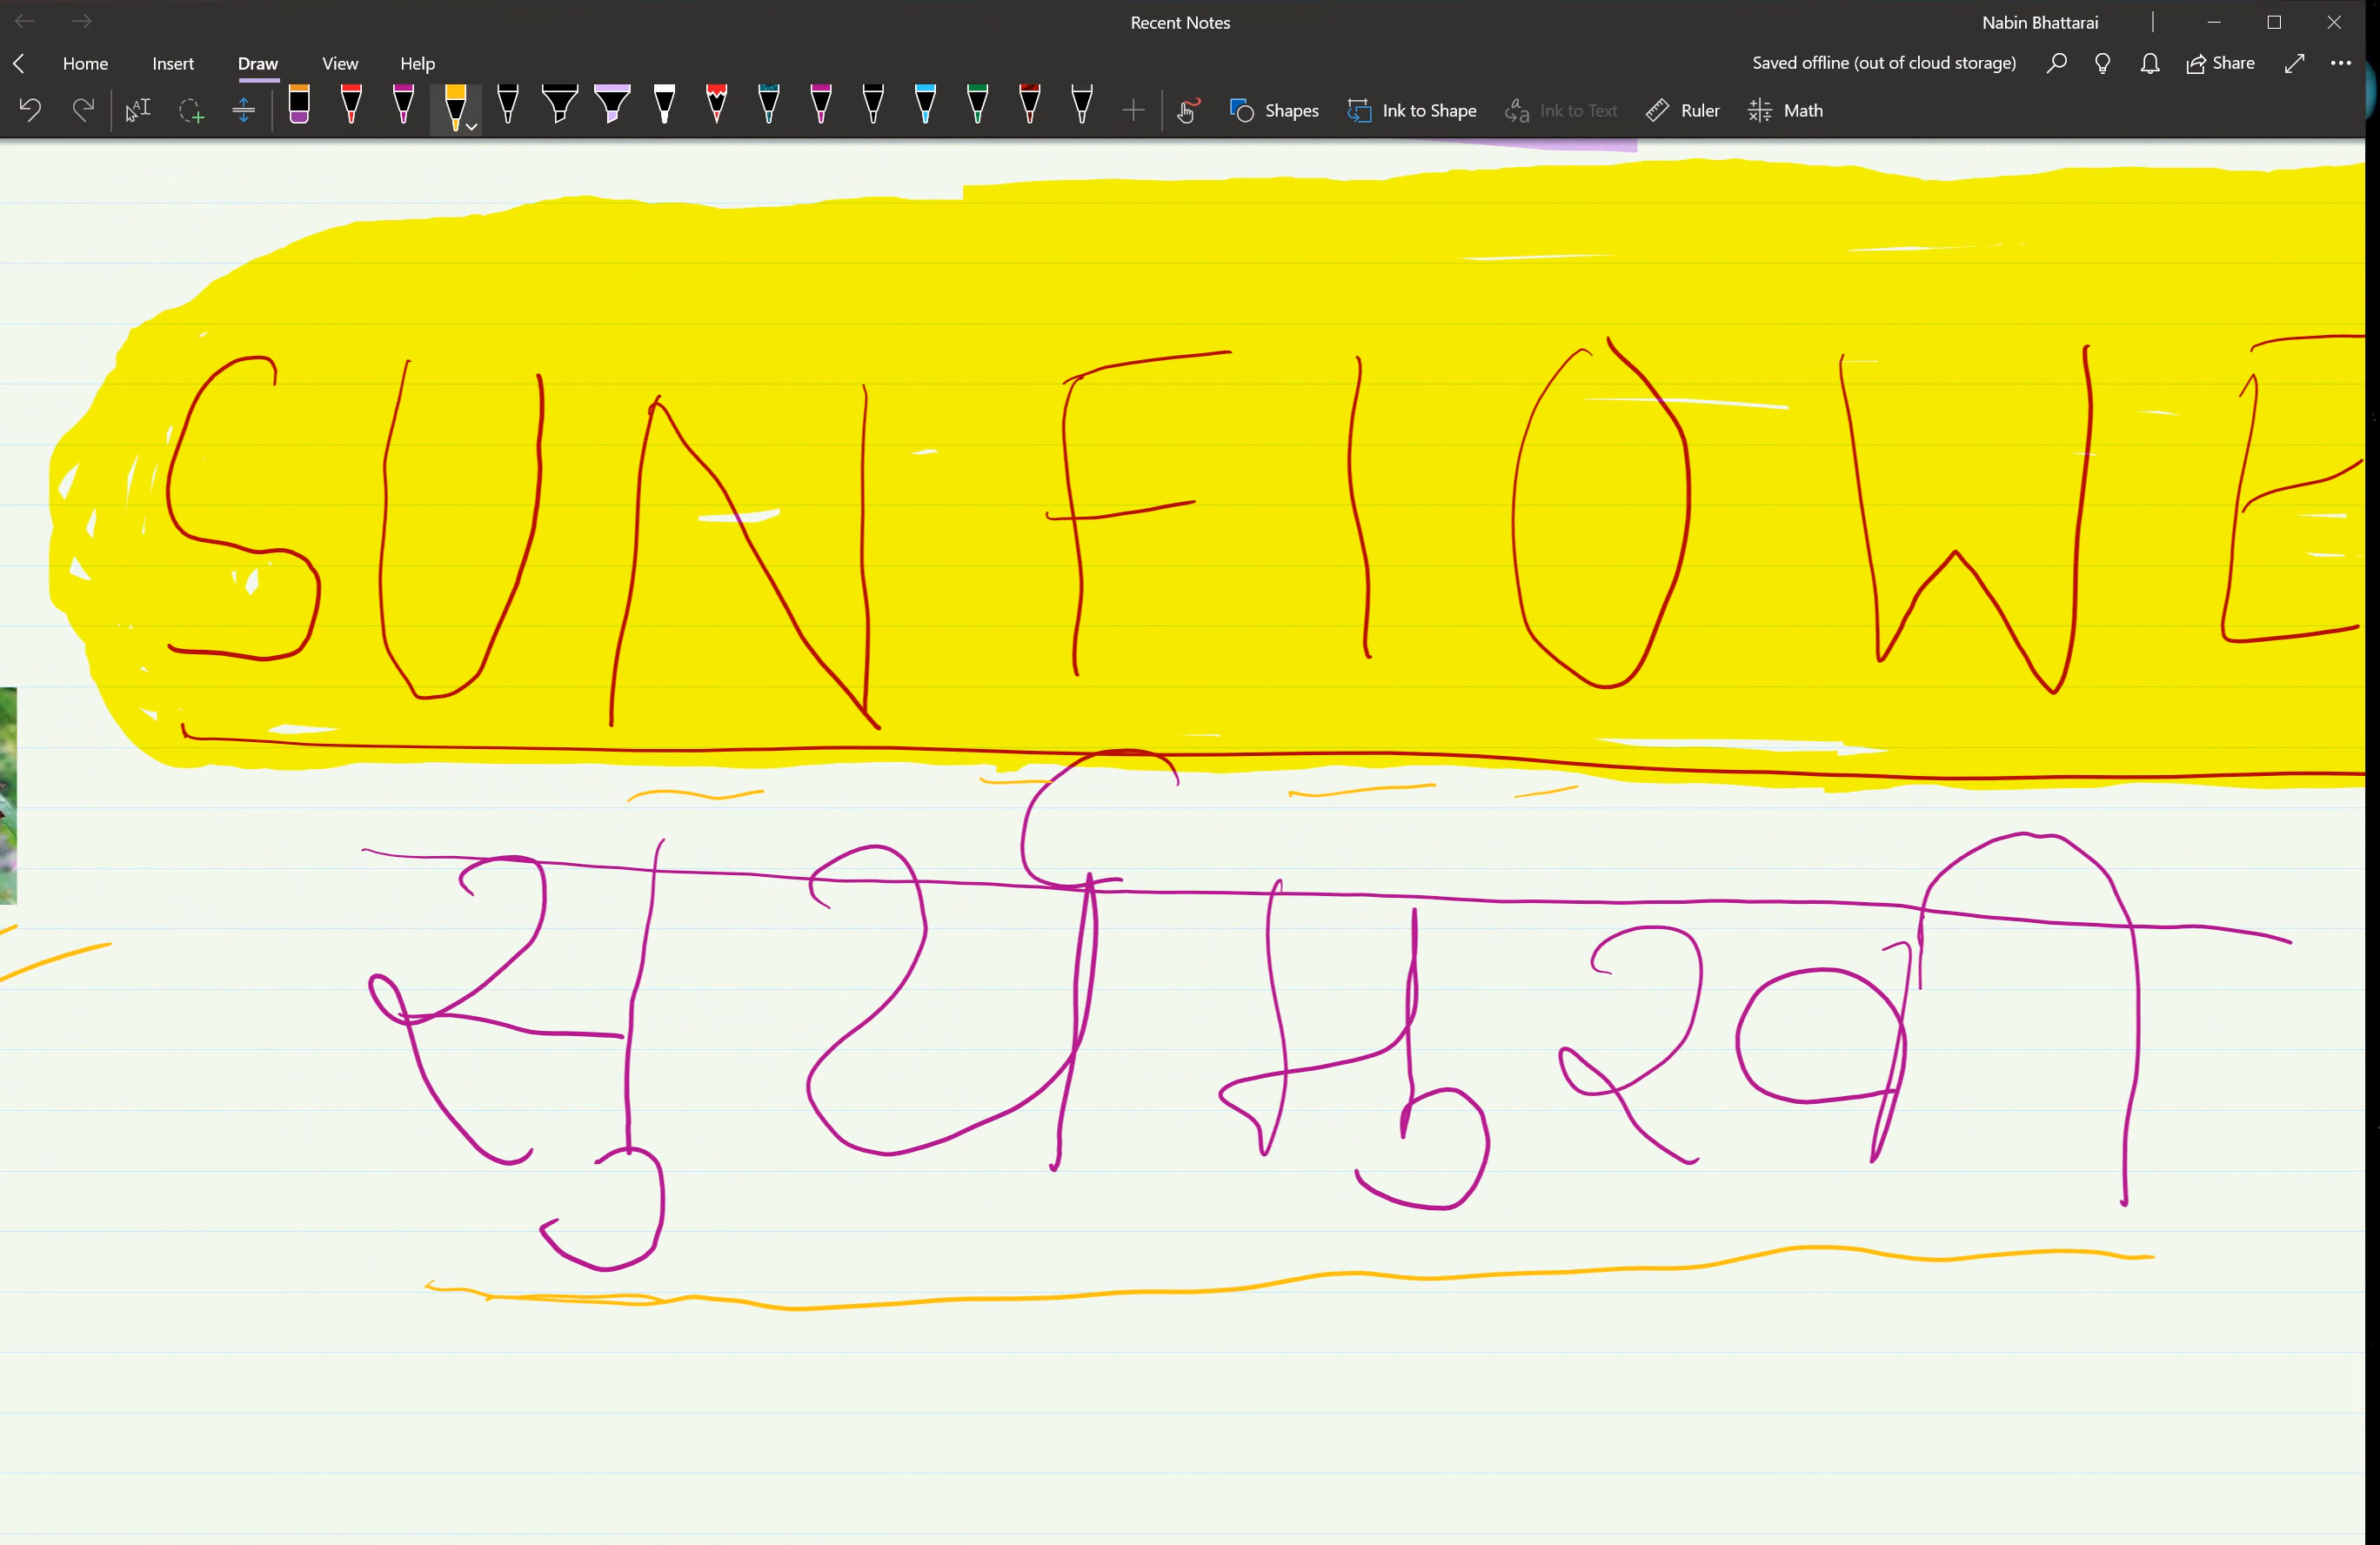 Recent Notes Nabin Bhattarai
Home Insert Draw View Help Saved offline (out of cloud storage) Share
Shapes Ink to Shape Ink to Text Ruler Math
SUNFIOWE
सुर्यमुखी